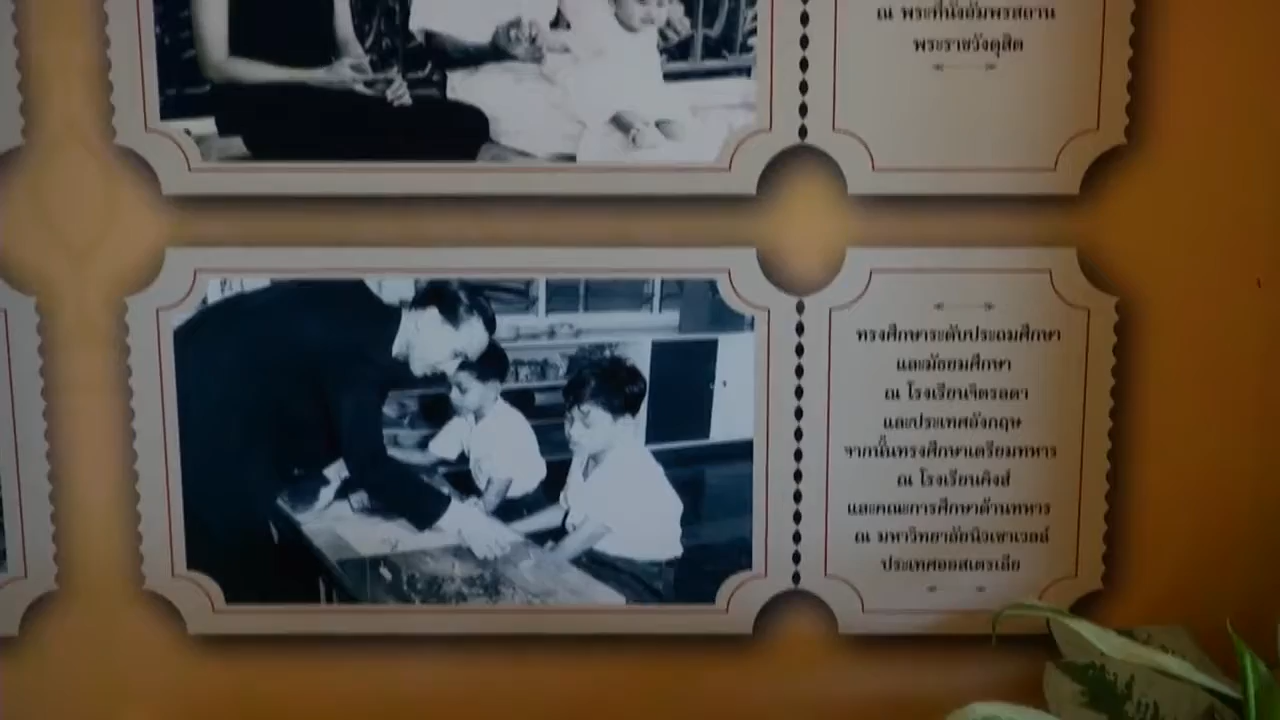 ณ พระที่นั่งอัมพรสถาน
พระราชวังดุสิต
ทรงศึกษาระดับประถมศึกษา
และมัธยมศึกษา
ณ โรงเรียนจิตรลดา
และประเทศอังกฤษ
จากนั้นทรงศึกษาเตรียมทหาร
ณ โรงเรียนคิงส์
และคณะการศึกษาด้านทหาร
ณ มหาวิทยาลัยนิวเซาเวลล์
ประเทศออสเตรเลีย